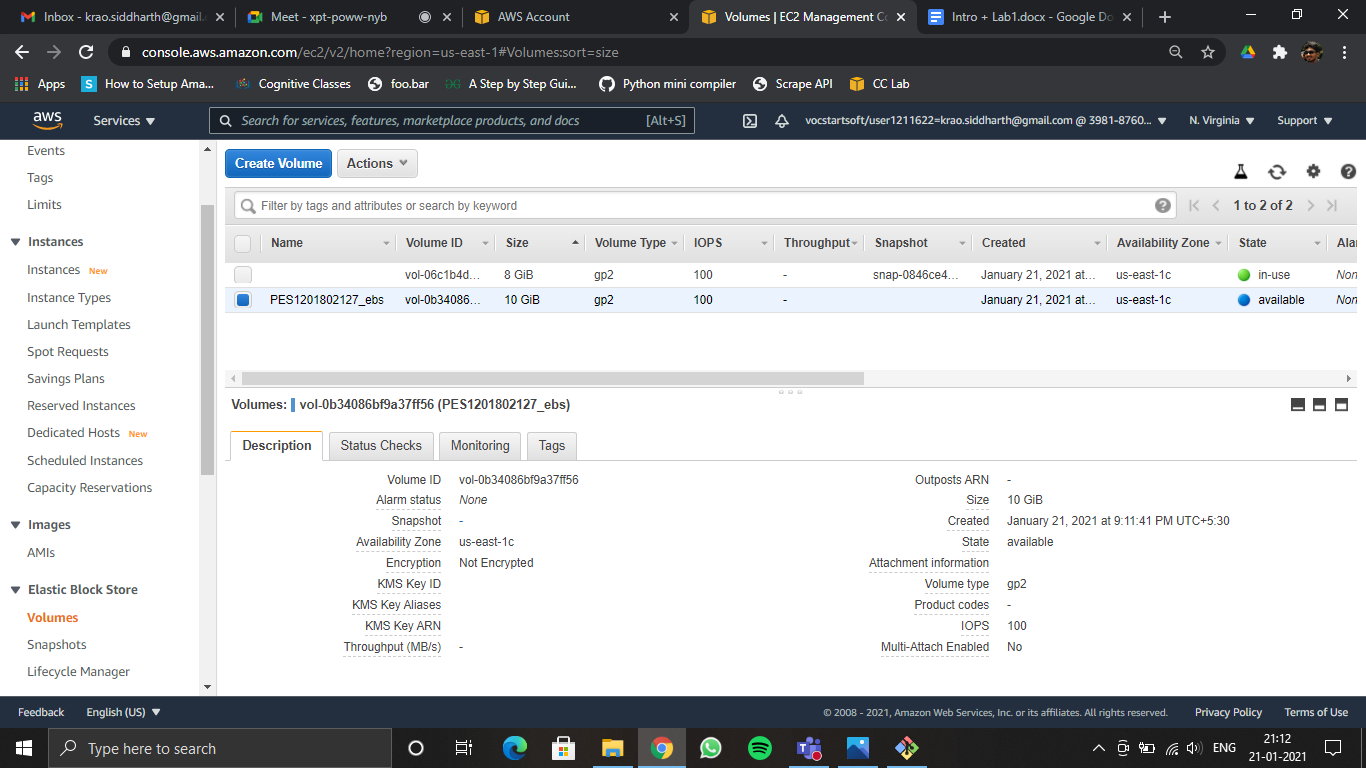 Inbox - krao.siddharth@gmail.
Meet - xpt-poww-nyb
AWS Account
Volumes | EC2 Management Co
Intro + Lab1.docx - Google Do
console.aws.amazon.com/ec2/v2/home?region=us-east-1#Volumes:sort=size
Apps
S
How to Setup Ama...
Cognitive Classes
foo.bar
A Step by Step Gui...
Python mini compiler
Scrape API
CC Lab
aws
Services
Search for services, features, marketplace products, and docs
[Alt+S]
vocstartsoft/user1211622=krao.siddharth@gmail.com @ 3981-8760...
N. Virginia
Support
Events
Tags
Limits
Instances
Instances New
Instance Types
Launch Templates
Spot Requests
Savings Plans
Reserved Instances
Dedicated Hosts New
Scheduled Instances
Capacity Reservations
Images
AMIs
Elastic Block Store
Volumes
Snapshots
Lifecycle Manager
Create Volume
Actions
Filter by tags and attributes or search by keyword
1 to 2 of 2
Name Volume ID Size Volume Type IOPS Throughput Snapshot Created Availability Zone State Alar
vol-06c1b4d... 8 GiB gp2 100 - snap-0846ce4... January 21, 2021 at... us-east-1c in-use Non
PES1201802127_ebs vol-0b34086... 10 GiB gp2 100 - January 21, 2021 at... us-east-1c available Non
Volumes: vol-0b34086bf9a37ff56 (PES1201802127_ebs)
Description
Status Checks
Monitoring
Tags
Volume ID vol-0b34086bf9a37ff56
Alarm status None
Snapshot -
Availability Zone us-east-1c
Encryption Not Encrypted
KMS Key ID
KMS Key Aliases
KMS Key ARN
Throughput (MB/s) -
Outposts ARN -
Size 10 GiB
Created January 21, 2021 at 9:11:41 PM UTC+5:30
State available
Attachment information
Volume type gp2
Product codes -
IOPS 100
Multi-Attach Enabled No
Feedback
English (US)
© 2008 - 2021, Amazon Web Services, Inc. or its affiliates. All rights reserved.
Privacy Policy
Terms of Use
Type here to search
ENG
21:12
21-01-2021